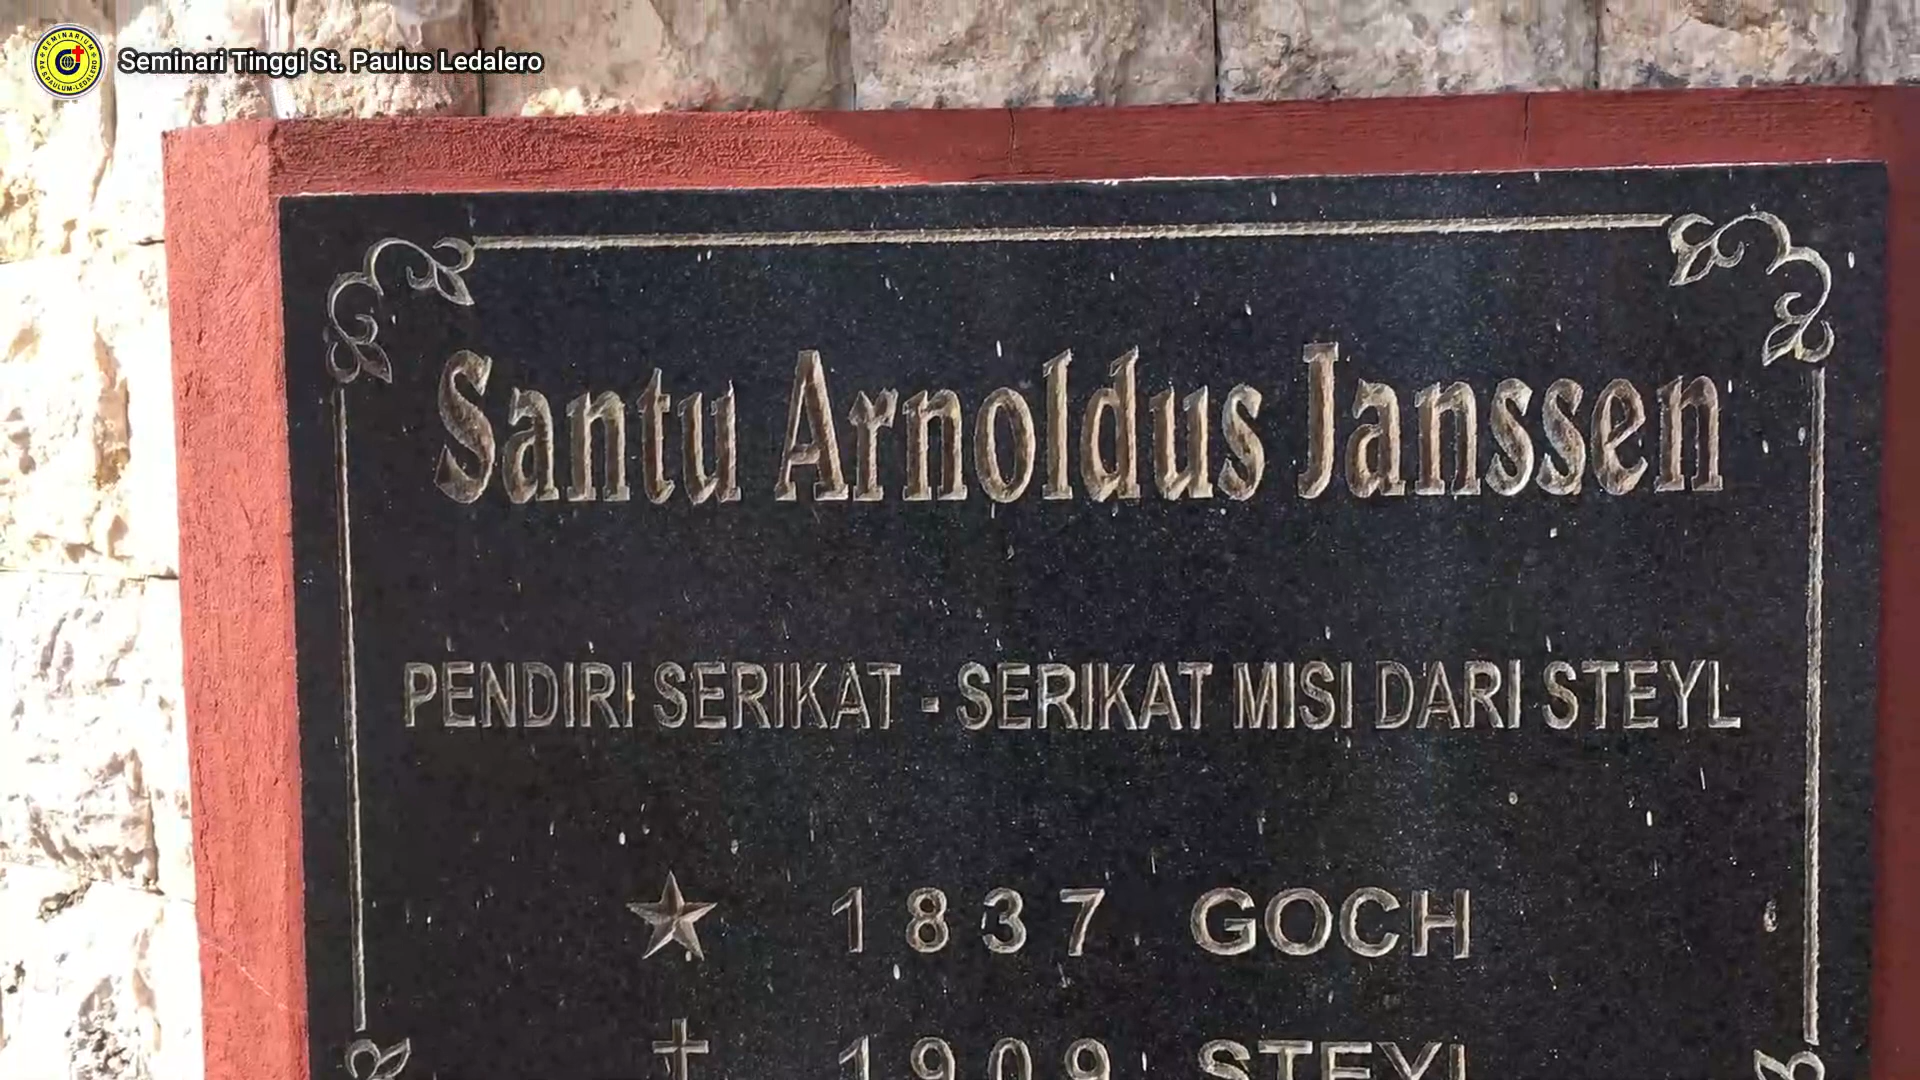 Seminari Tinggi St. Paulus Ledalero
Santu Arnoldus Janssen
PENDIRI SERIKAT - SERIKAT MISI DARI STEYL
1837 GOCH
1909 STEYL